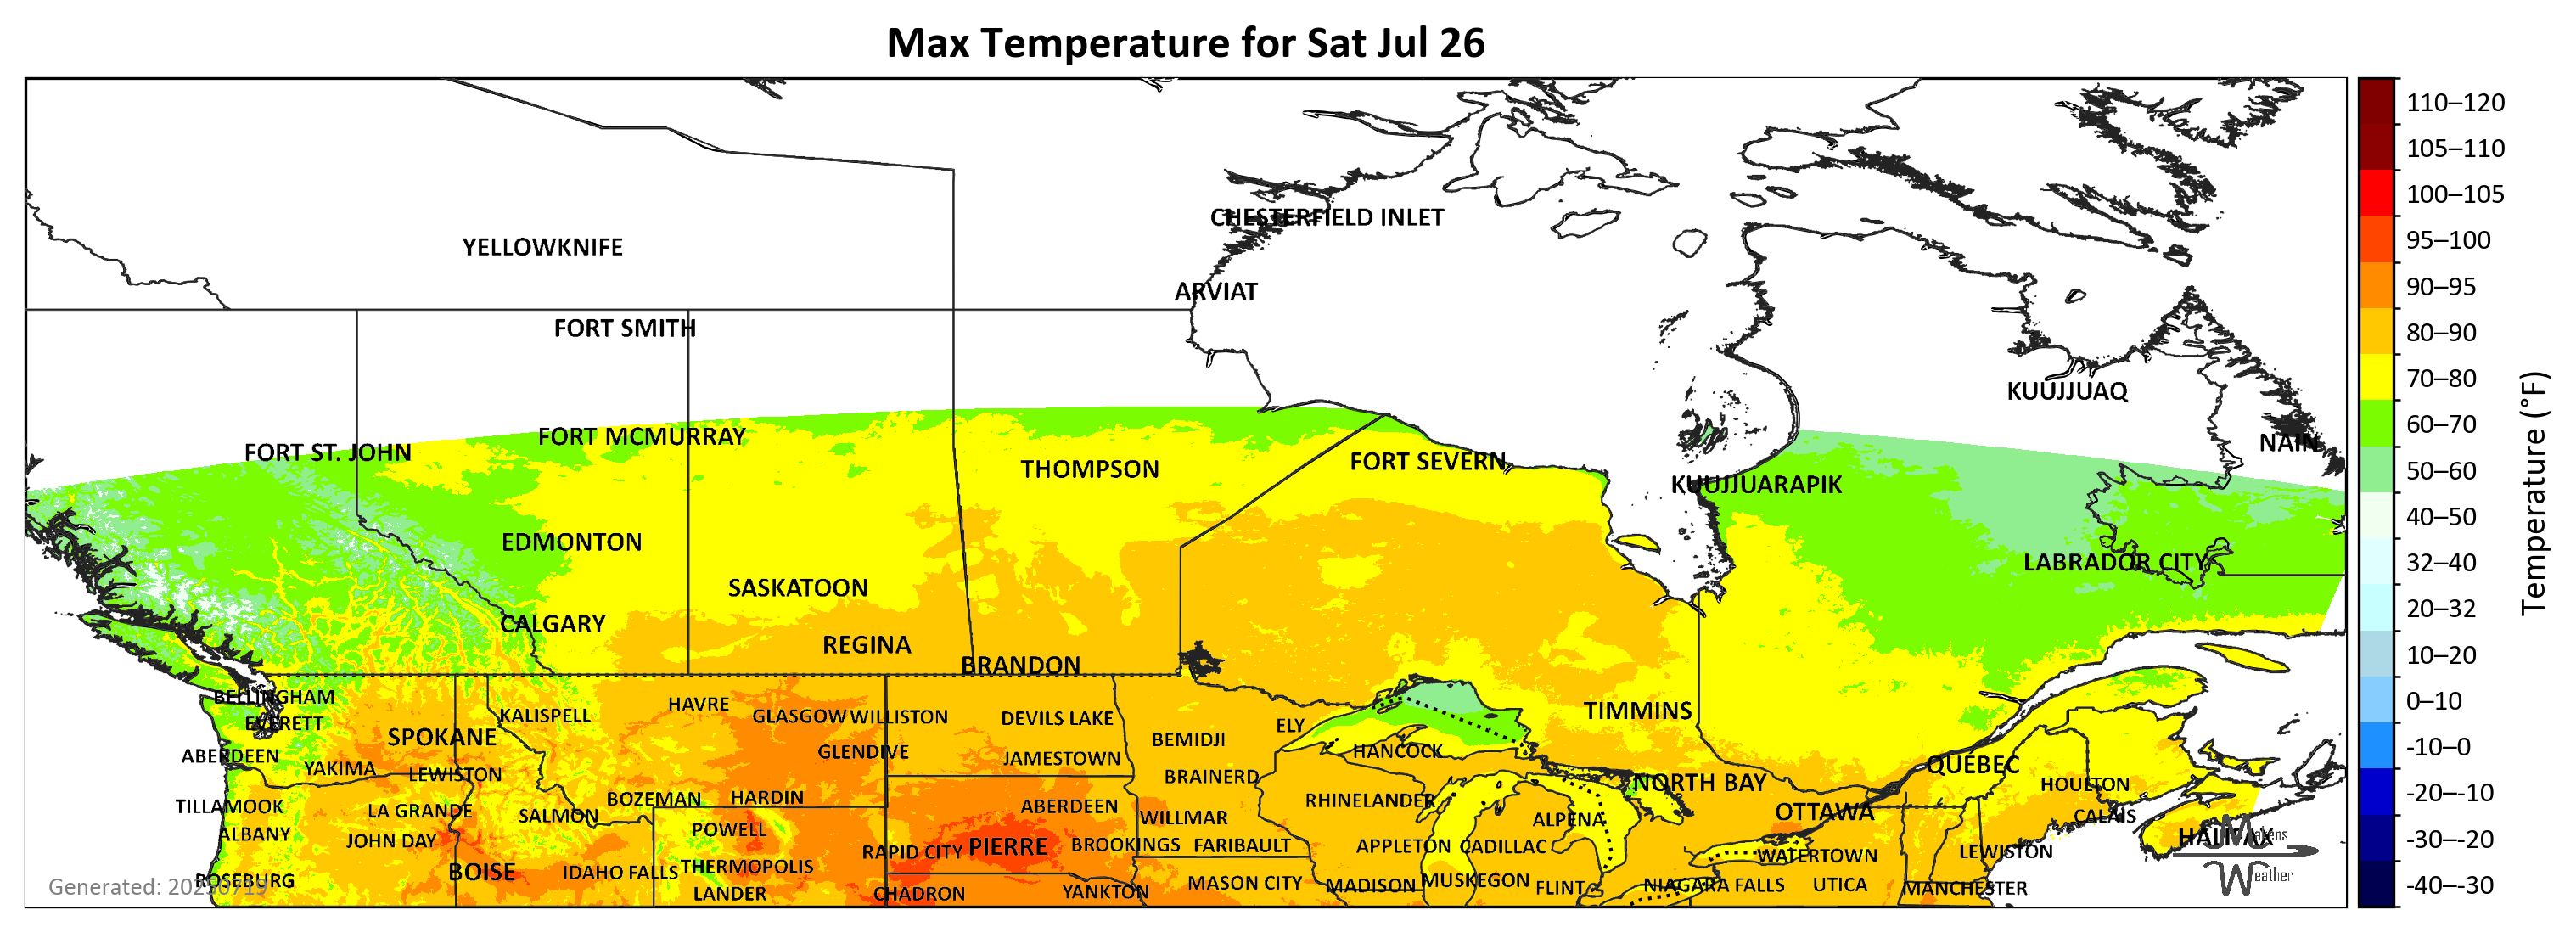 Max Temperature for Sat Jul 26
110–120
105–110
100–105
95–100
90–95
80–90
70–80
60–70
50–60
40–50
32–40
20–32
10–20
0–10
-10–0
-20–-10
-30–-20
-40–-30
Temperature (°F)
CHESTERFIELD INLET
YELLOWKNIFE
ARVIAT
FORT SMITH
KUUJJUAQ
FORT MCMURRAY
NAIN
FORT ST. JOHN
FORT SEVERN
THOMPSON
KUUJJUARAPIK
EDMONTON
LABRADOR CITY
SASKATOON
CALGARY
REGINA
BRANDON
BELLINGHAM
HAVRE
TIMMINS
KALISPELL
GLASGOW
WILLISTON
DEVILS LAKE
EVERETT
ELY
SPOKANE
BEMIDJI
HANCOCK
GLENDIVE
ABERDEEN
JAMESTOWN
QUÉBEC
YAKIMA
LEWISTON
BRAINERD
NORTH BAY
HOULTON
BOZEMAN
HARDIN
RHINELANDER
TILLAMOOK
LA GRANDE
ABERDEEN
OTTAWA
SALMON
CALAIS
WILLMAR
ALPENA
POWELL
ALBANY
HALIFAX
JOHN DAY
PIERRE
BROOKINGS
FARIBAULT
APPLETON
CADILLAC
RAPID CITY
LEWISTON
WATERTOWN
THERMOPOLIS
BOISE
IDAHO FALLS
ROSEBURG
MUSKEGON
MASON CITY
MADISON
NIAGARA FALLS
UTICA
FLINT
MANCHESTER
LANDER
CHADRON
YANKTON
Generated: 20250719
Makens
Weather